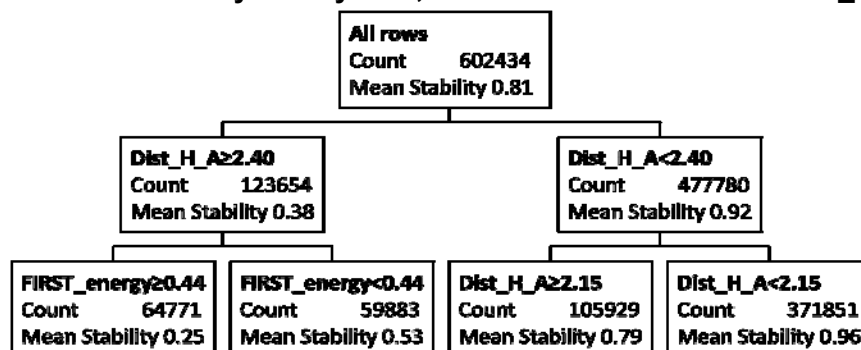 All rows
Count 602434
Mean Stability 0.81
Dist_H_A≥2.40
Count 123654
Mean Stability 0.38
Dist_H_A<2.40
Count 477780
Mean Stability 0.92
FIRST_energy≥0.44
Count 64771
Mean Stability 0.25
FIRST_energy<0.44
Count 59883
Mean Stability 0.53
Dist_H_A≥2.15
Count 105929
Mean Stability 0.79
Dist_H_A<2.15
Count 371851
Mean Stability 0.96